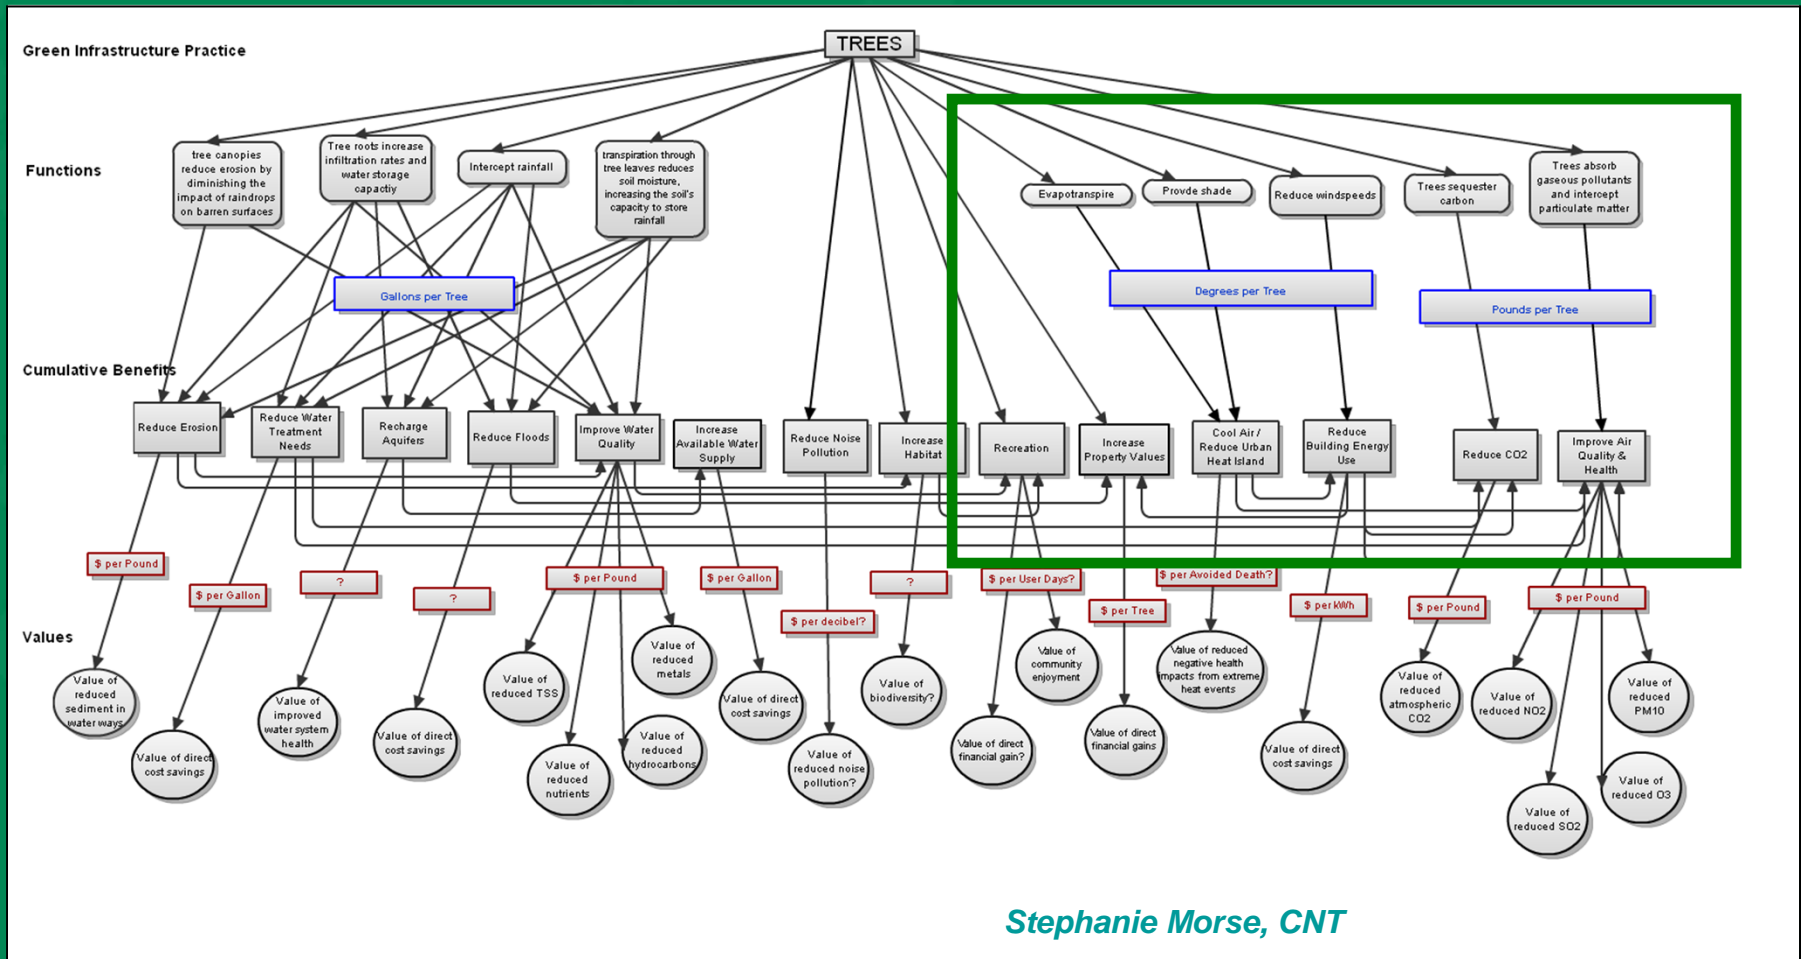 TREES
Green Infrastructure Practice
Functions
tree canopies
reduce erosion by
diminishing the
impact of raindrops
on barren surfaces
Tree roots increase
infiltration rates and
water storage
capactiy
Intercept rainfall
transpiration through
tree leaves reduces
soil moisture,
increasing the soil's
capacity to store
rainfall
Evapotranspire
Provde shade
Reduce windspeeds
Trees sequester
carbon
Trees absorb
gaseous pollutants
and intercept
particulate matter
Gallons per Tree
Degrees per Tree
Pounds per Tree
Cumulative Benefits
Reduce Erosion
Reduce Water
Treatment
Needs
Recharge
Aquifers
Reduce Floods
Improve Water
Quality
Increase
Available Water
Supply
Reduce Noise
Pollution
Increase
Habitat
Recreation
Increase
Property Values
Cool Air /
Reduce Urban
Heat Island
Reduce
Building Energy
Use
Reduce CO2
Improve Air
Quality &
Health
$ per Pound
$ per Gallon
?
?
$ per Pound
$ per Gallon
$ per decibel?
?
$ per User Days?
$ per Tree
$ per Avoided Death?
$ per kWh
$ per Pound
$ per Pound
Values
Value of
reduced
sediment in
water ways
Value of direct
cost savings
Value of
improved
water system
health
Value of direct
cost savings
Value of
reduced TSS
Value of
reduced
nutrients
Value of
reduced
hydrocarbons
Value of
reduced
metals
Value of direct
cost savings
Value of
reduced noise
pollution?
Value of
biodiversity?
Value of direct
financial gain?
Value of
community
enjoyment
Value of direct
financial gains
Value of reduced
negative health
impacts from extreme
heat events
Value of direct
cost savings
Value of
reduced
atmospheric
CO2
Value of
reduced NO2
Value of
reduced SO2
Value of
reduced O3
Value of
reduced
PM10
Stephanie Morse, CNT